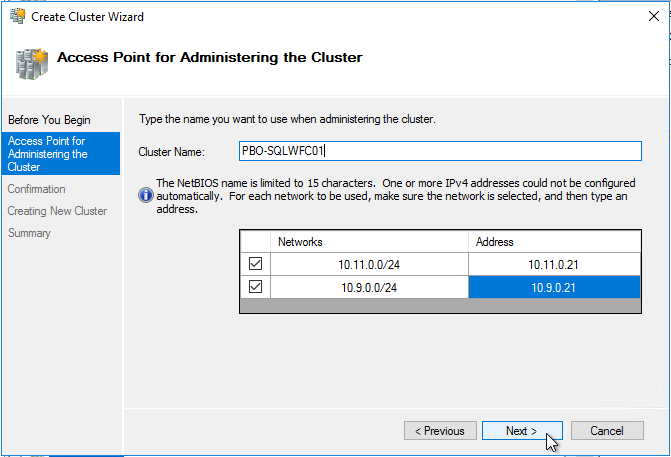 Create Cluster Wizard
Access Point for Administering the Cluster
Before You Begin
Access Point for
Administering the
Cluster
Confirmation
Creating New Cluster
Summary
Type the name you want to use when administering the cluster.
Cluster Name: PBO-SQLWFC01
The NetBIOS name is limited to 15 characters. One or more IPv4 addresses could not be configured
automatically. For each network to be used, make sure the network is selected, and then type an
address.
Networks Address
10.11.0.0/24 10.11.0.21
10.9.0.0/24 10.9.0.21
< Previous Next > Cancel